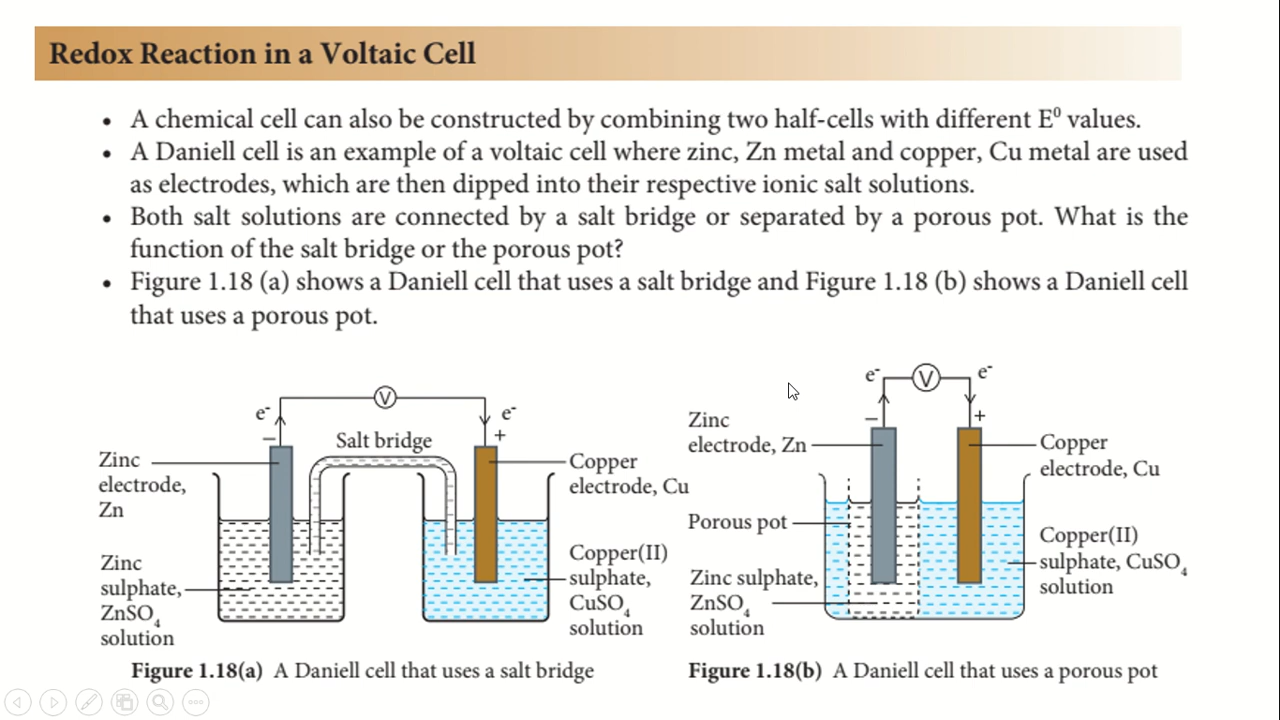 Redox Reaction in a Voltaic Cell
• A chemical cell can also be constructed by combining two half-cells with different E⁰ values.
• A Daniell cell is an example of a voltaic cell where zinc, Zn metal and copper, Cu metal are used
as electrodes, which are then dipped into their respective ionic salt solutions.
• Both salt solutions are connected by a salt bridge or separated by a porous pot. What is the
function of the salt bridge or the porous pot?
• Figure 1.18 (a) shows a Daniell cell that uses a salt bridge and Figure 1.18 (b) shows a Daniell cell
that uses a porous pot.
V
e⁻
e⁻
−
+
Salt bridge
Zinc
electrode,
Zn
Copper
electrode, Cu
Zinc
sulphate,
ZnSO₄
solution
Copper(II)
sulphate,
CuSO₄
solution
Figure 1.18(a) A Daniell cell that uses a salt bridge
V
e⁻
e⁻
−
+
Zinc
electrode, Zn
Copper
electrode, Cu
Porous pot
Zinc sulphate,
ZnSO₄
solution
Copper(II)
sulphate, CuSO₄
solution
Figure 1.18(b) A Daniell cell that uses a porous pot